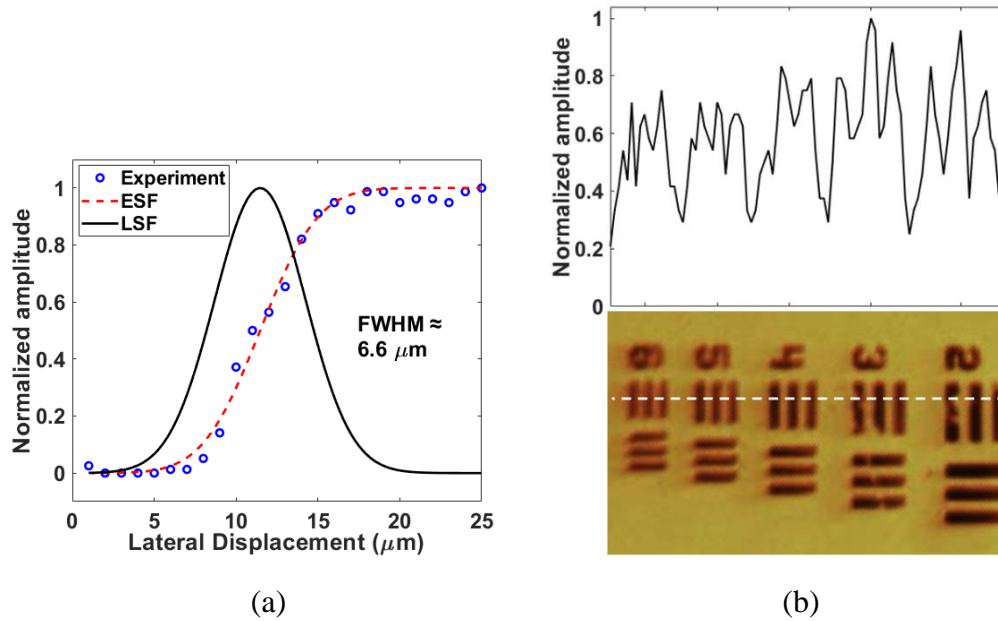 Normalized amplitude
1
0.8
0.6
0.4
0.2
0
Experiment
ESF
LSF
FWHM ≈
6.6 μm
0 5 10 15 20 25
Lateral Displacement (μm)
(a)
Normalized amplitude
1
0.8
0.6
0.4
0.2
0
6 5 4 3 2
(b)